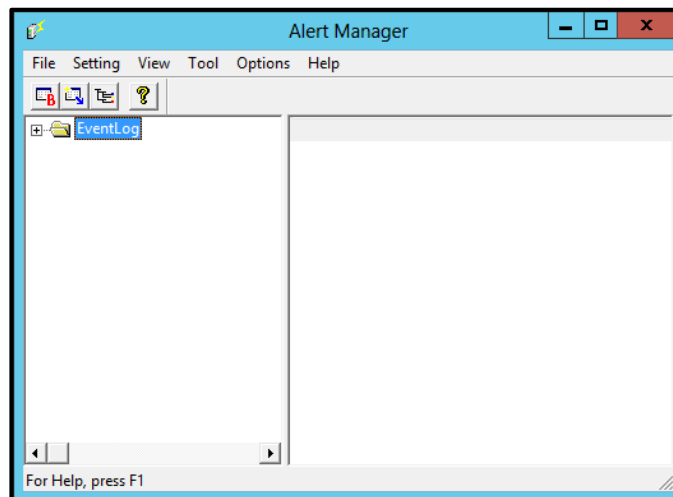 Alert Manager
File Setting View Tool Options Help
B ?
EventLog
For Help, press F1